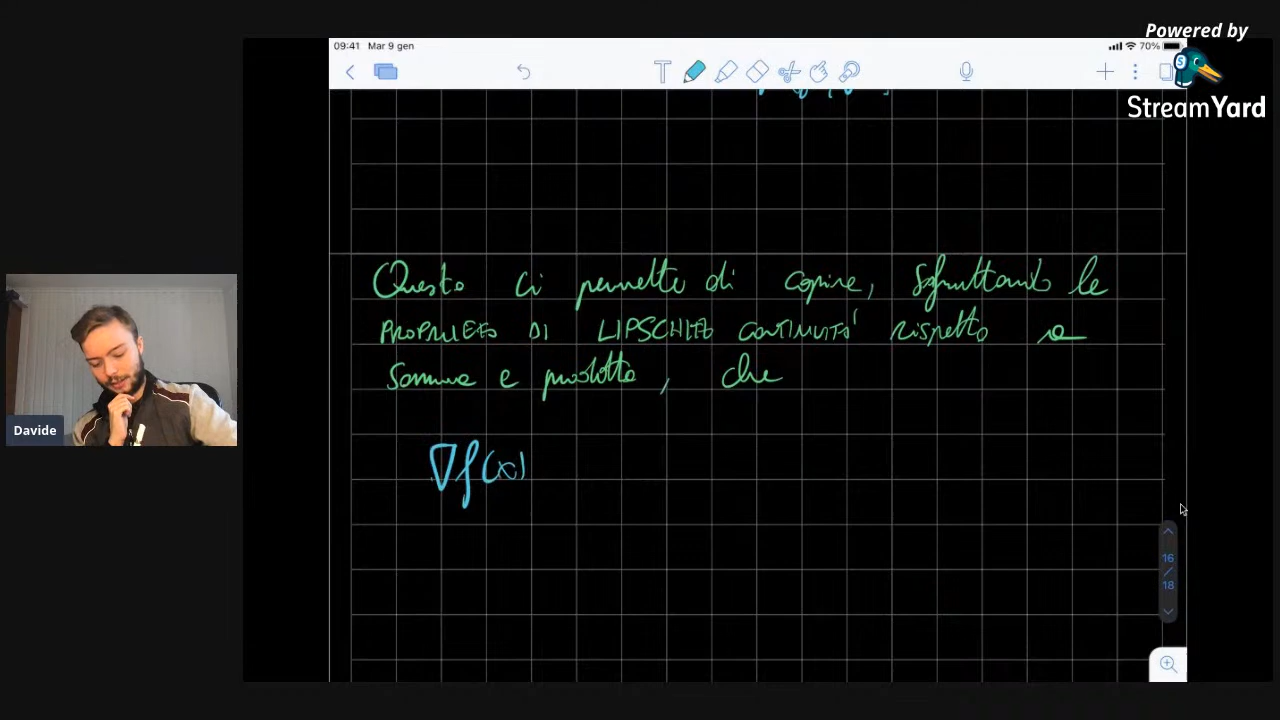 Powered by
StreamYard
09:41 Mar 9 gen
70%
Questo ci permette di capire, sfruttando le
PROPRIETÀ DI LIPSCHITZ CONTINUITÀ rispetto a
somma e prodotto, che
∇f(x)
16
/
18
Davide